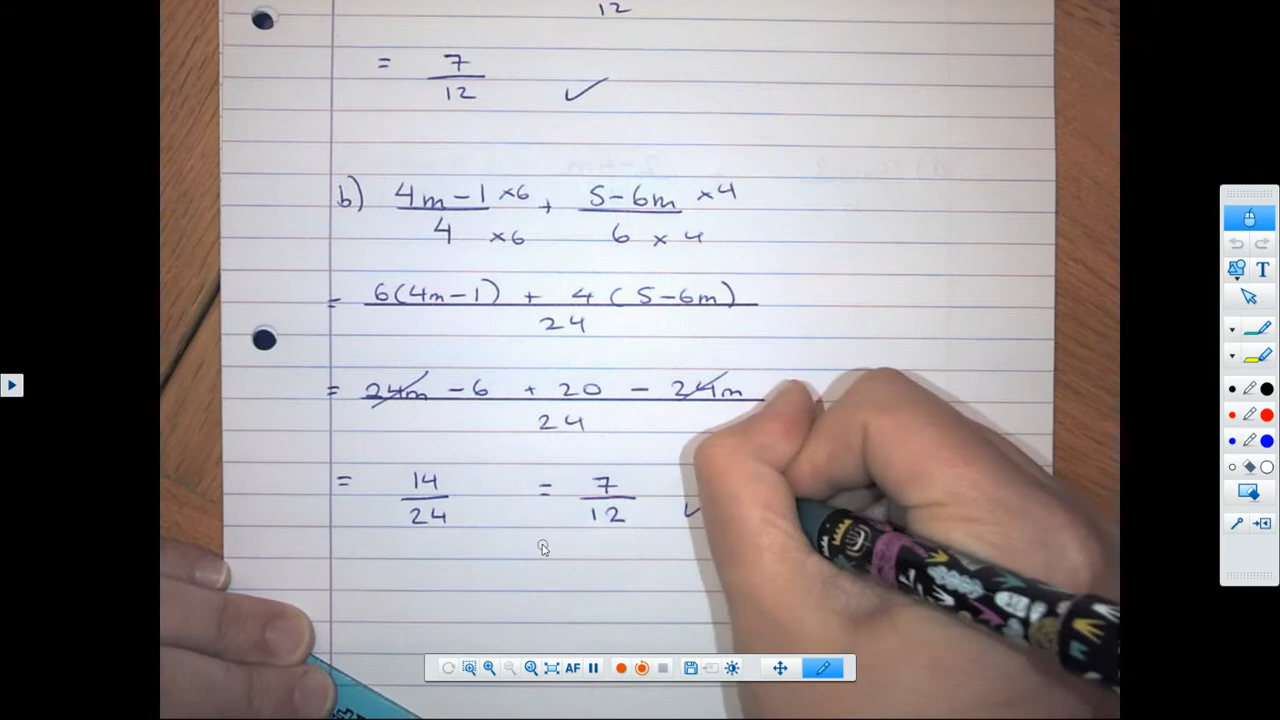 12
= 7/12 ✓
b) 4m-1 ×6 / 4 ×6 + 5-6m ×4 / 6 ×4
= 6(4m-1) + 4(5-6m) / 24
= 24m - 6 + 20 - 24m / 24
= 14/24 = 7/12 ✓
T
AF